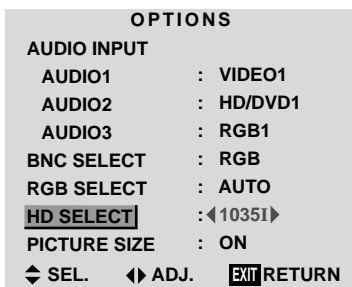 OPTIONS
AUDIO INPUT
AUDIO1 : VIDEO1
AUDIO2 : HD/DVD1
AUDIO3 : RGB1
BNC SELECT : RGB
RGB SELECT : AUTO
HD SELECT : ◀1035I▶
PICTURE SIZE : ON
SEL. ADJ. EXIT RETURN